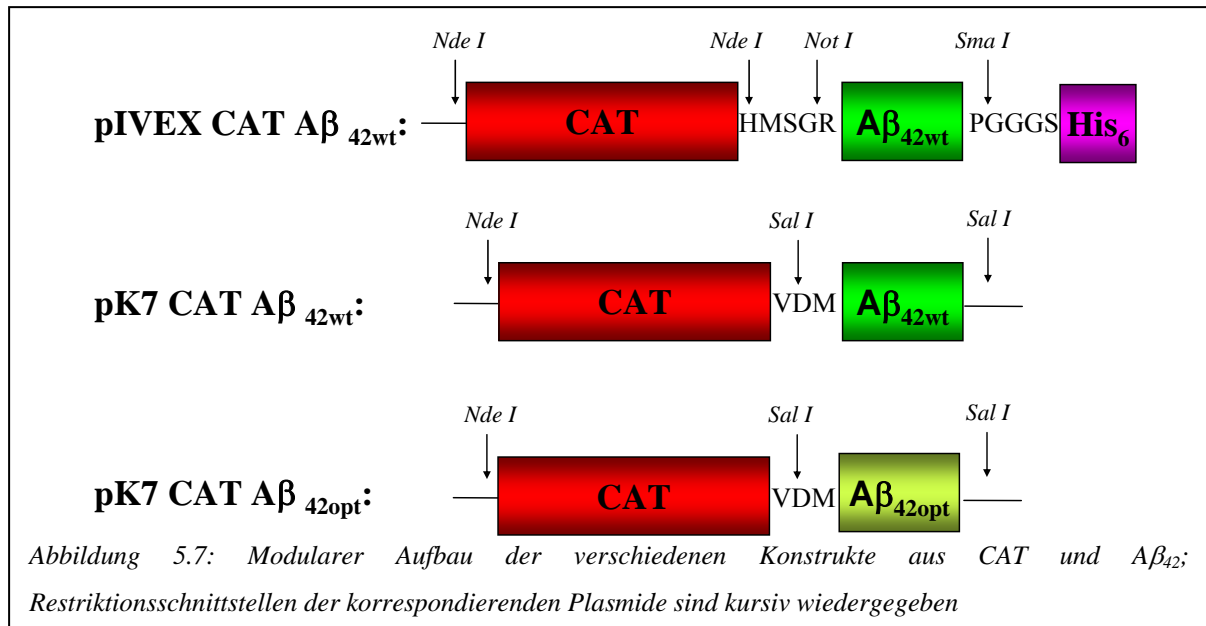 Nde I Nde I Not I Sma I
pIVEX CAT Aβ 42wt: CAT HMSGR Aβ42wt PGGGS His6
Nde I Sal I Sal I
pK7 CAT Aβ 42wt: CAT VDM Aβ42wt
Nde I Sal I Sal I
pK7 CAT Aβ 42opt: CAT VDM Aβ42opt
Abbildung 5.7: Modularer Aufbau der verschiedenen Konstrukte aus CAT und Aβ42;
Restriktionsschnittstellen der korrespondierenden Plasmide sind kursiv wiedergegeben